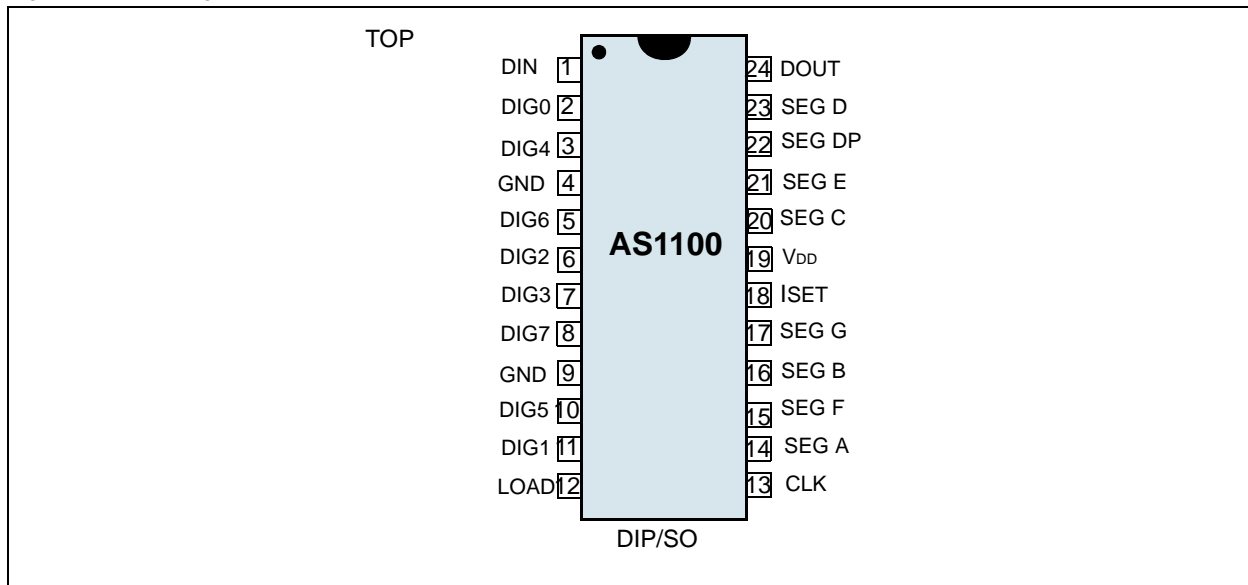 TOP
DIN 1
24 DOUT
DIG0 2
23 SEG D
DIG4 3
22 SEG DP
GND 4
21 SEG E
DIG6 5
20 SEG C
AS1100
DIG2 6
19 VDD
DIG3 7
18 ISET
DIG7 8
17 SEG G
GND 9
16 SEG B
DIG5 10
15 SEG F
DIG1 11
14 SEG A
LOAD 12
13 CLK
DIP/SO